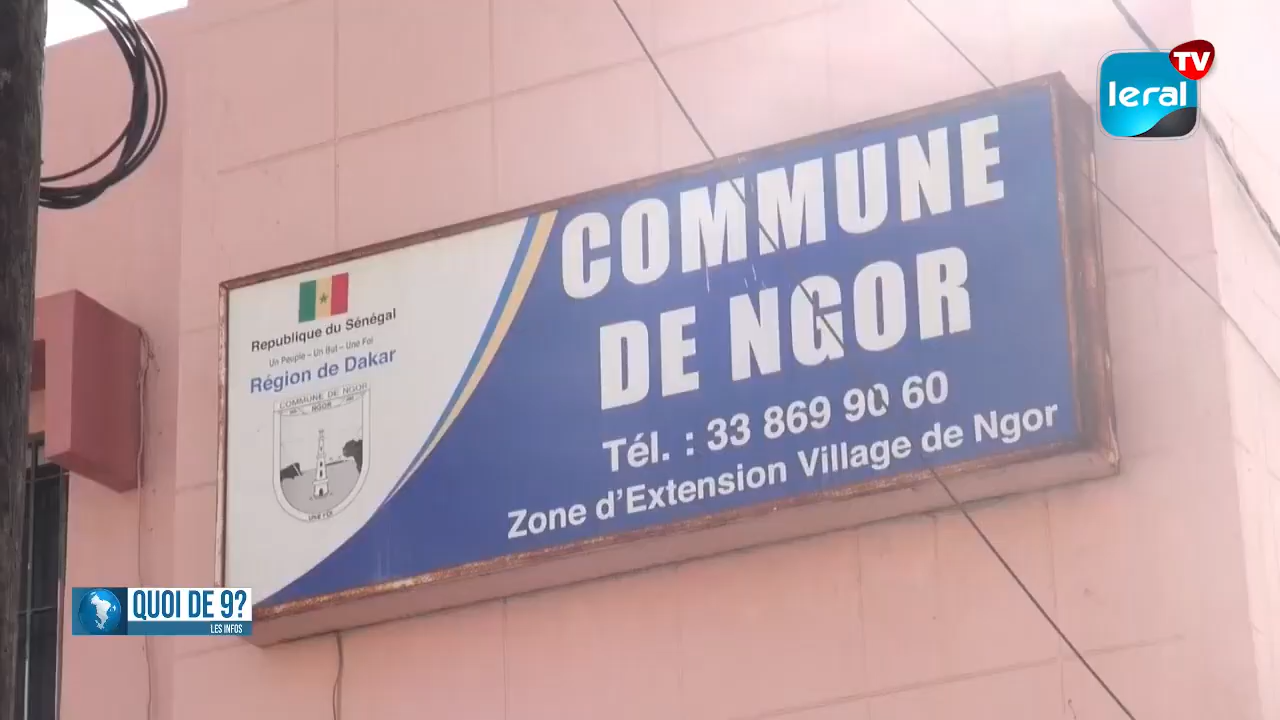 leral
TV
COMMUNE
DE NGOR
Tél. : 33 869 90 60
Zone d'Extension Village de Ngor
Republique du Sénégal
Un Peuple – Un But – Une Foi
Région de Dakar
COMMUNE DE NGOR
NGOR
QUOI DE 9?
LES INFOS